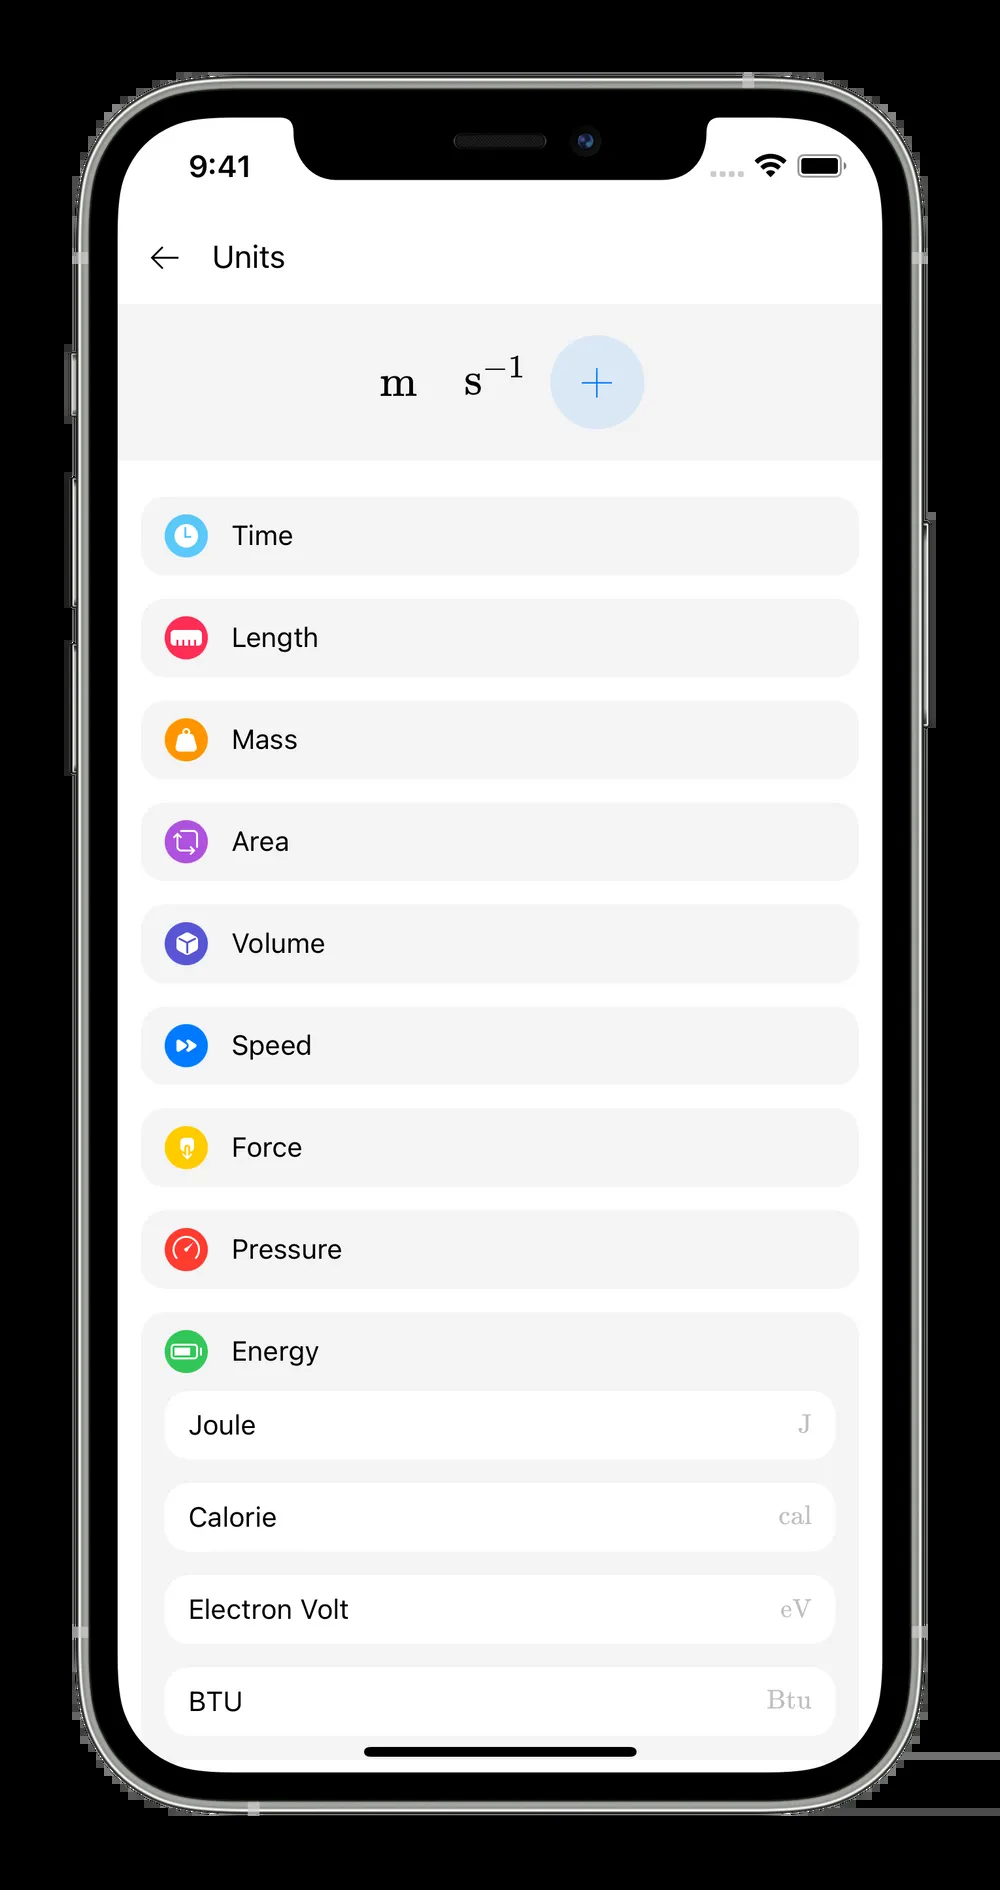 9:41
Units
m s⁻¹
Time
Length
Mass
Area
Volume
Speed
Force
Pressure
Energy
Joule J
Calorie cal
Electron Volt eV
BTU Btu